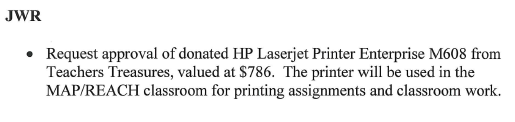 JWR
• Request approval of donated HP Laserjet Printer Enterprise M608 from
Teachers Treasures, valued at $786.  The printer will be used in the
MAP/REACH classroom for printing assignments and classroom work.